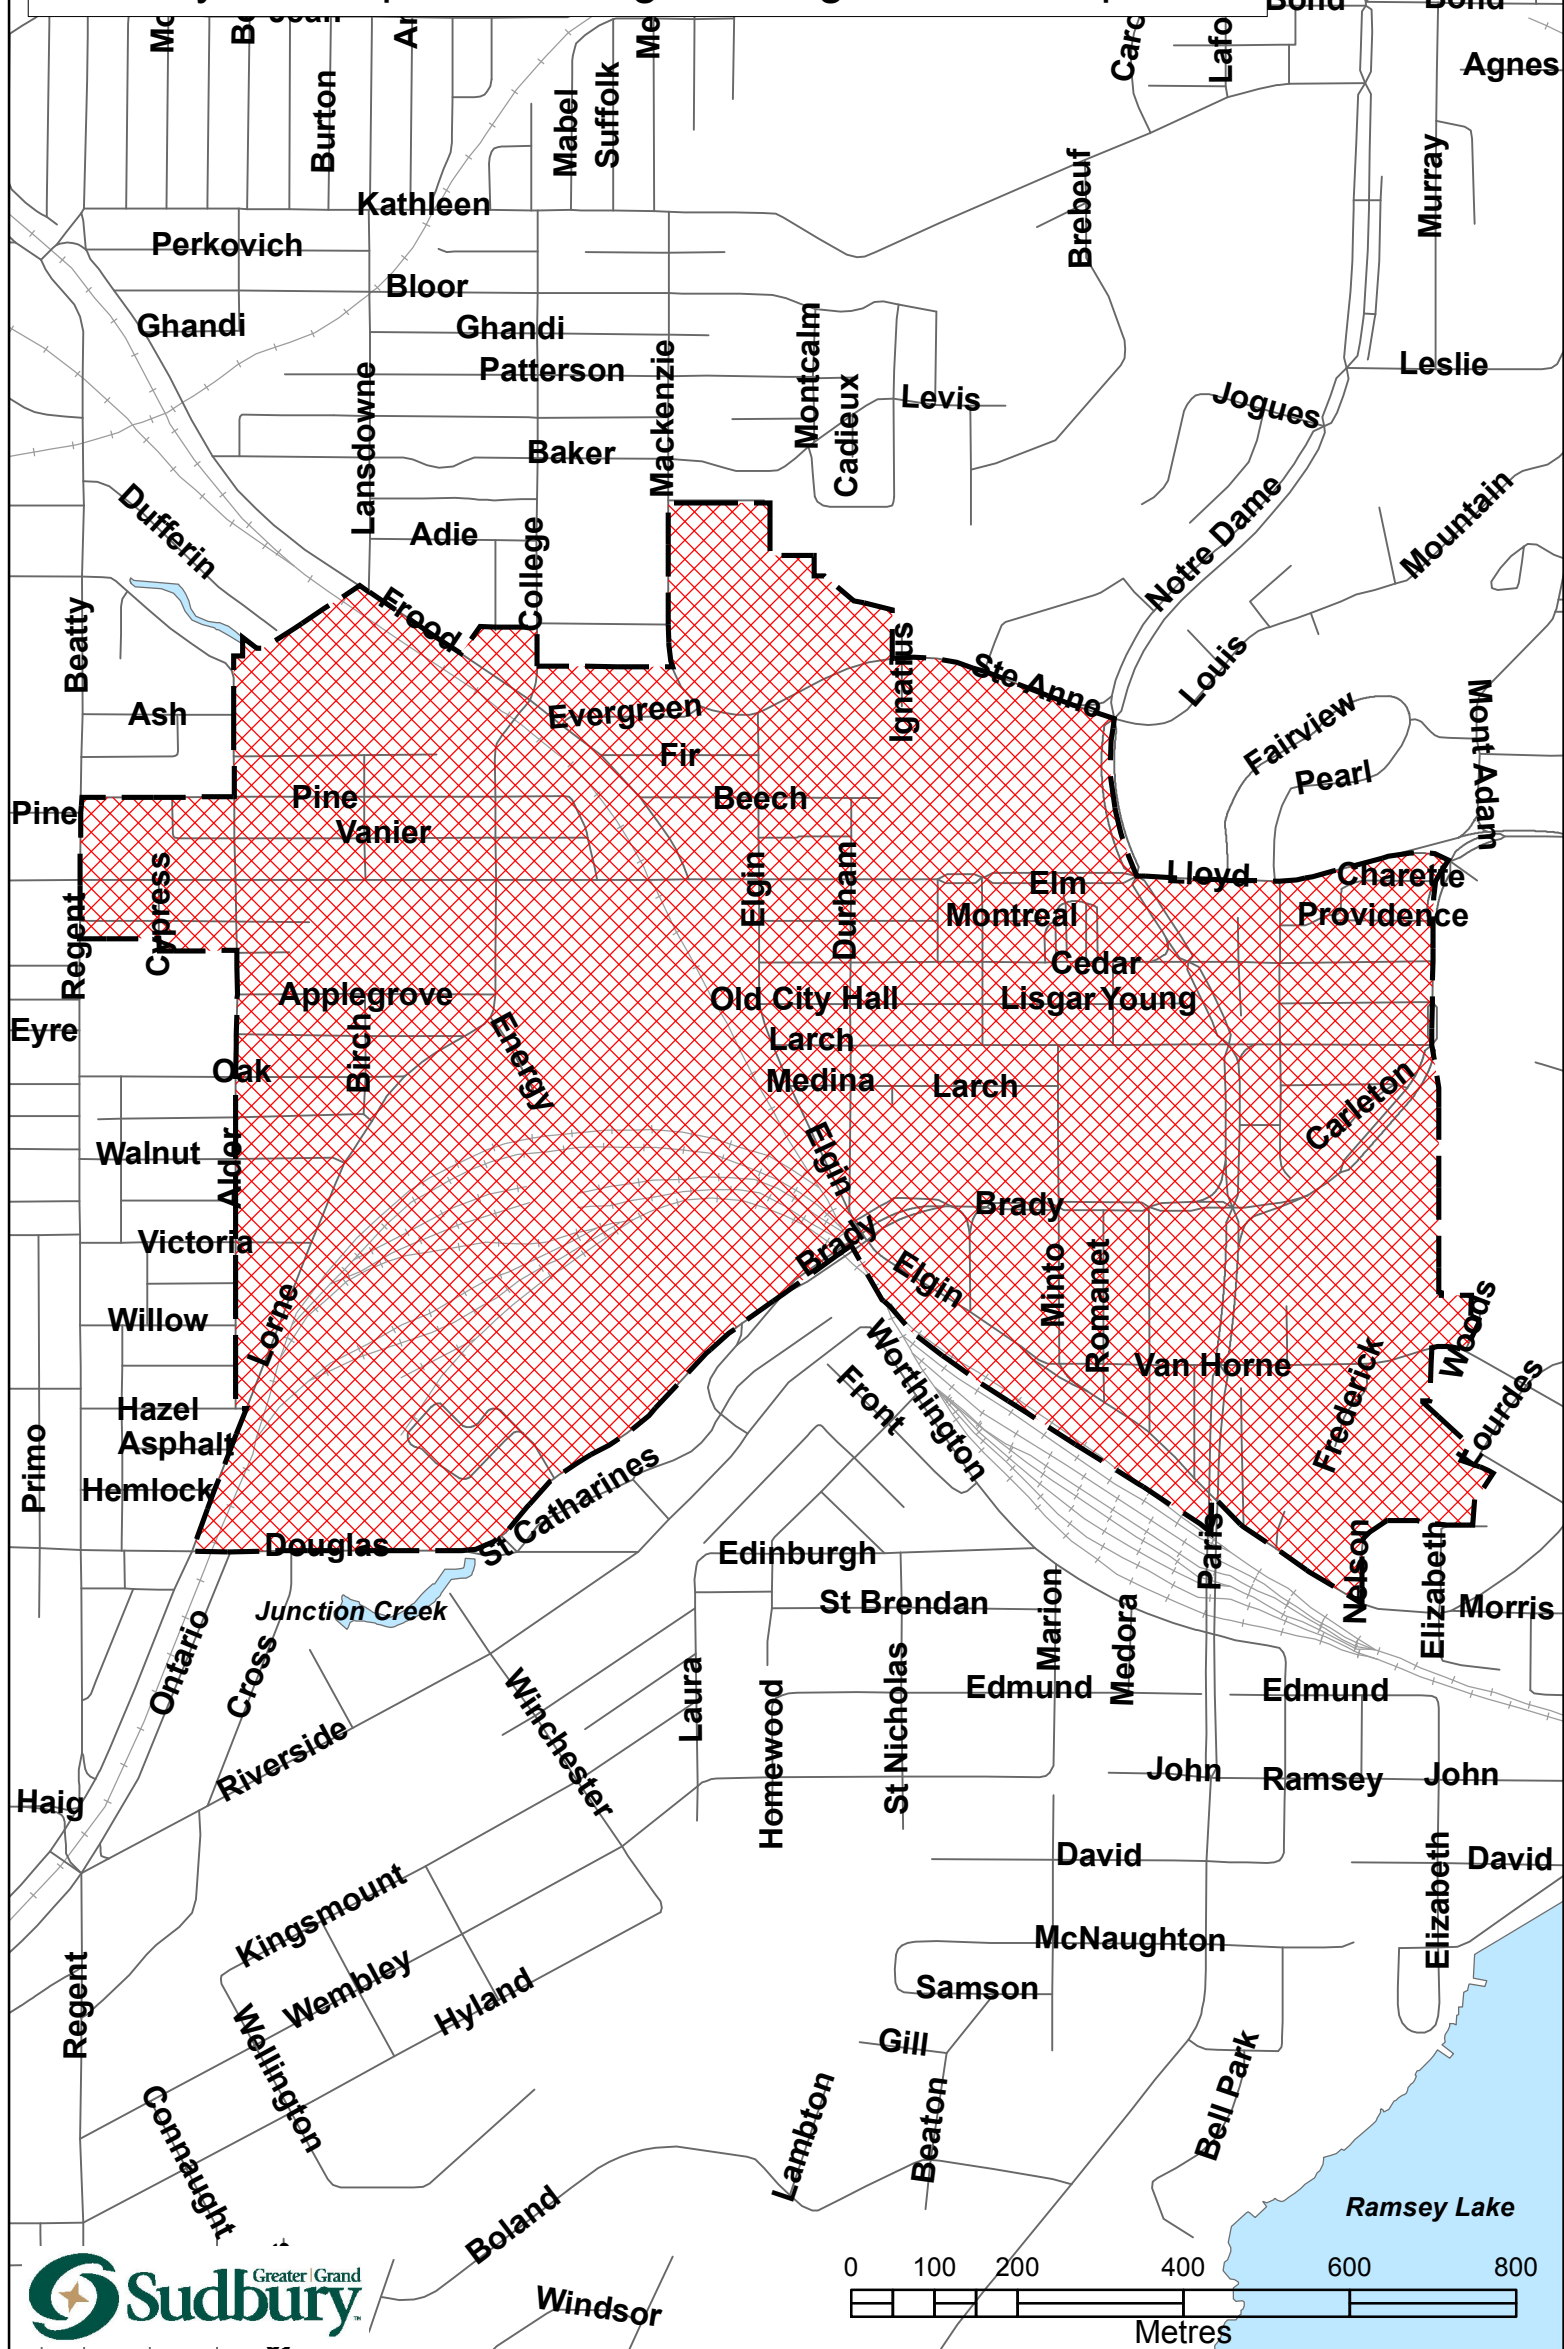 Bond
Bond
Jean
Burton
Mabel
Suffolk
Agnes
Murray
Brebeuf
Kathleen
Perkovich
Bloor
Ghandi
Ghandi
Patterson
Lansdowne
Mackenzie
Montcalm
Cadieux
Levis
Leslie
Jogues
Baker
Dufferin
Adie
College
Notre Dame
Mountain
Frood
Beatty
Ash
Ignatius
Ste Anne
Louis
Evergreen
Fir
Fairview
Pearl
Mont Adam
Pine
Pine
Vanier
Beech
Elgin
Durham
Elm
Lloyd
Charette
Montreal
Providence
Regent
Cypress
Cedar
Applegrove
Old City Hall
Lisgar
Young
Eyre
Birch
Energy
Larch
Oak
Medina
Larch
Carleton
Walnut
Alder
Elgin
Brady
Victoria
Brady
Elgin
Minto
Romanet
Willow
Lorne
Woods
Van Horne
Worthington
Front
Frederick
Lourdes
Hazel
Asphalt
Primo
Hemlock
St Catharines
Douglas
Edinburgh
Paris
Nelson
Elizabeth
Junction Creek
St Brendan
Marion
Medora
Morris
Ontario
Cross
Winchester
Laura
Homewood
St Nicholas
Edmund
Edmund
Riverside
John
Ramsey
John
Haig
David
David
Elizabeth
Kingsmount
McNaughton
Wembley
Regent
Samson
Hyland
Wellington
Gill
Bell Park
Connaught
Lambton
Beaton
Boland
Ramsey Lake
Greater | Grand
Sudbury
Windsor
0 100 200 400 600 800
Metres